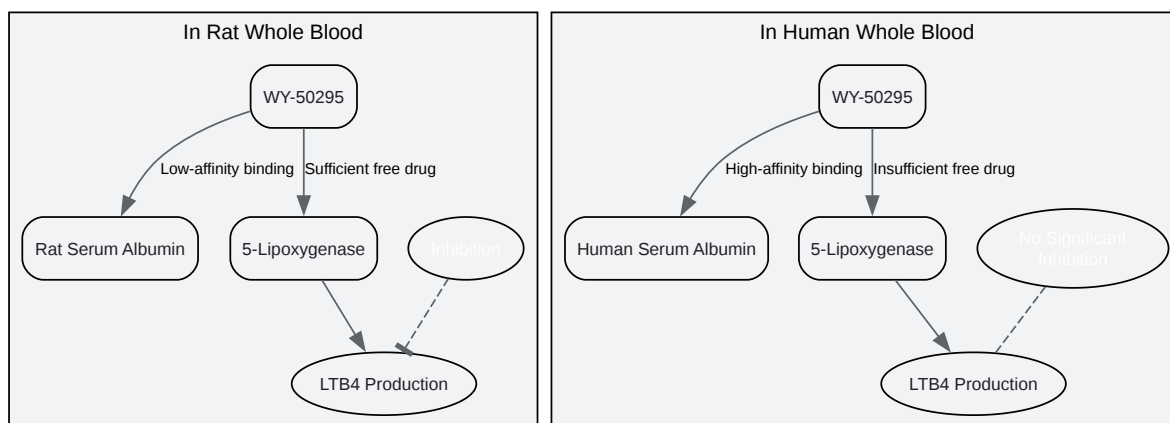 In Rat Whole Blood
WY-50295
Low-affinity binding
Sufficient free drug
Rat Serum Albumin
5-Lipoxygenase
Inhibition
LTB4 Production
In Human Whole Blood
WY-50295
High-affinity binding
Insufficient free drug
Human Serum Albumin
5-Lipoxygenase
No Significant
Inhibition
LTB4 Production